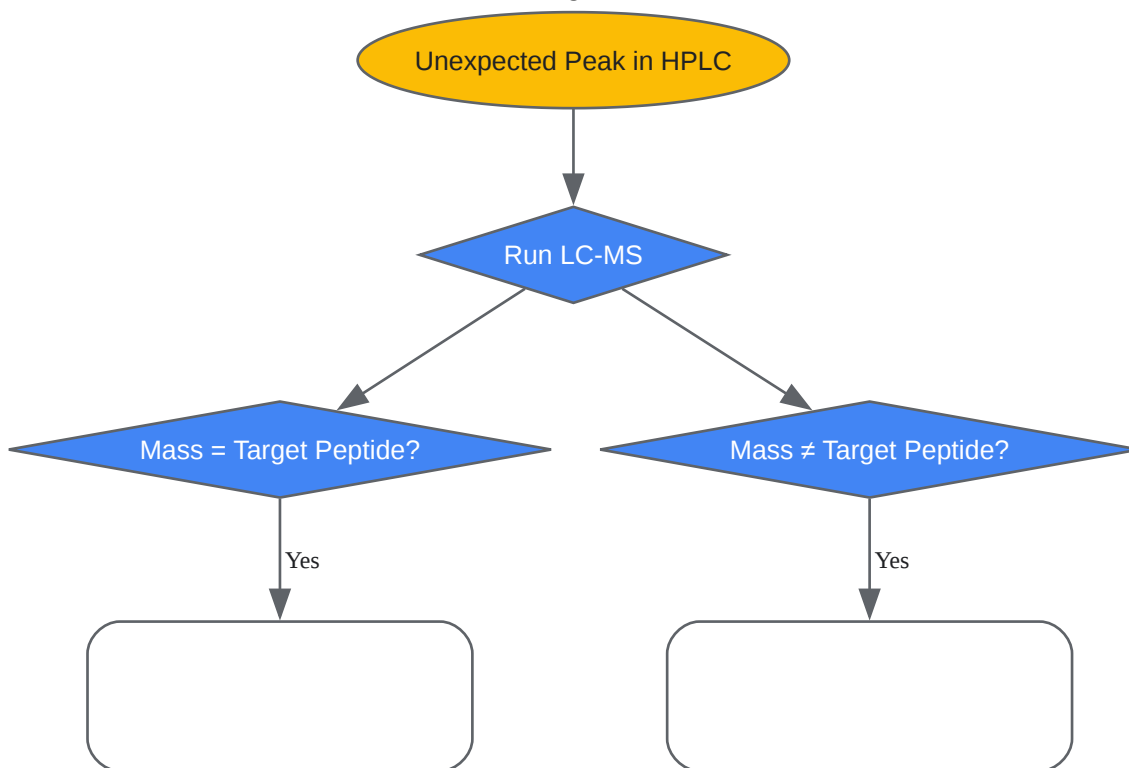 Unexpected Peak in HPLC
Run LC-MS
Mass = Target Peptide?
Mass ≠ Target Peptide?
Yes
Yes